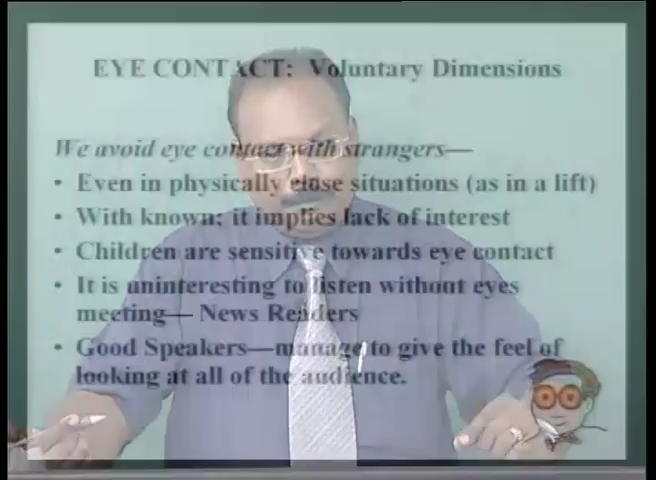 EYE CONTACT: Voluntary Dimensions
We avoid eye contact with strangers—
• Even in physically close situations (as in a lift)
• With known; it implies lack of interest
• Children are sensitive towards eye contact
• It is uninteresting to listen without eyes
meeting— News Readers
• Good Speakers—manage to give the feel of
looking at all of the audience.